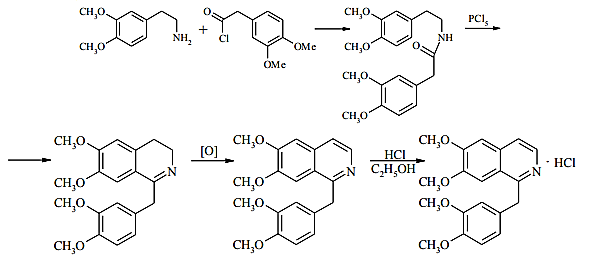 CH₃O
CH₃O
NH₂
+
O
Cl
OMe
OMe
CH₃O
CH₃O
O
NH
CH₃O
CH₃O
PCl₅
CH₃O
CH₃O
N
CH₃O
CH₃O
[O]
CH₃O
CH₃O
N
CH₃O
CH₃O
HCl
C₂H₅OH
CH₃O
CH₃O
N · HCl
CH₃O
CH₃O